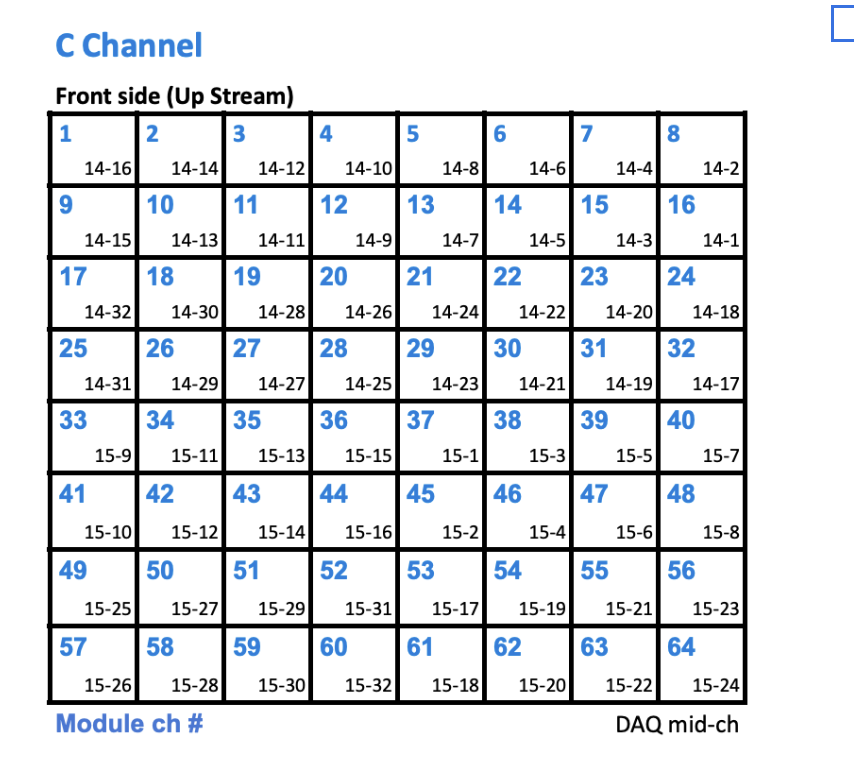 C Channel
Front side (Up Stream)
1 2 3 4 5 6 7 8
14-16 14-14 14-12 14-10 14-8 14-6 14-4 14-2
9 10 11 12 13 14 15 16
14-15 14-13 14-11 14-9 14-7 14-5 14-3 14-1
17 18 19 20 21 22 23 24
14-32 14-30 14-28 14-26 14-24 14-22 14-20 14-18
25 26 27 28 29 30 31 32
14-31 14-29 14-27 14-25 14-23 14-21 14-19 14-17
33 34 35 36 37 38 39 40
15-9 15-11 15-13 15-15 15-1 15-3 15-5 15-7
41 42 43 44 45 46 47 48
15-10 15-12 15-14 15-16 15-2 15-4 15-6 15-8
49 50 51 52 53 54 55 56
15-25 15-27 15-29 15-31 15-17 15-19 15-21 15-23
57 58 59 60 61 62 63 64
15-26 15-28 15-30 15-32 15-18 15-20 15-22 15-24
Module ch # DAQ mid-ch